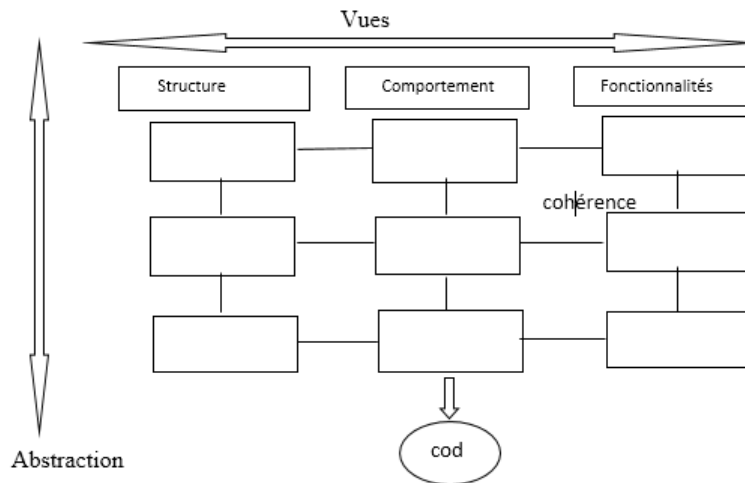 Vues
Structure
Comportement
Fonctionnalités
cohérence
cod
Abstraction